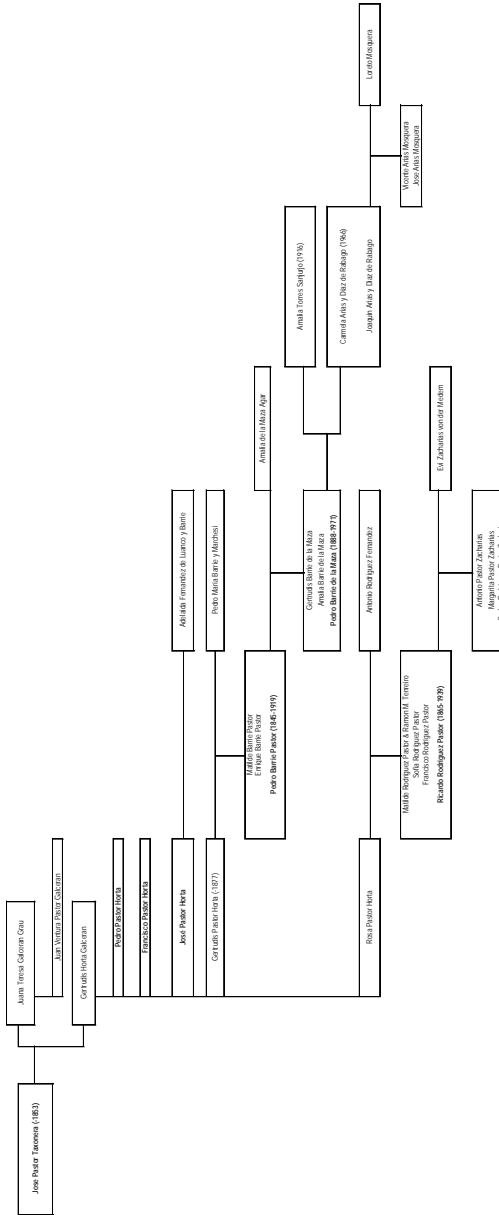 Jose Pastor Taxonera (-1853)
Juana Teresa Galceran Grau
Juan Ventura Pastor Galceran
Gertrudis Horta Galceran
Pedro Pastor Horta
Francisco Pastor Horta
José Pastor Horta
Gertrudis Pastor Horta (-1877)
Rosa Pastor Horta
Adelaida Fernandez de Luanco y Barrie
Pedro Maria Barrie y Marchesi
Matilde Barrie Pastor
Enrique Barrie Pastor
Pedro Barrie Pastor (1845-1919)
Amalia de la Maza Agar
Gertrudis Barrie de la Maza
Amalia Barrie de la Maza
Pedro Barrie de la Maza (1888-1971)
Amalia Torres Sanjurjo (1916)
Carmela Arias y Diaz de Rabago (1966)
Joaquin Arias y Diaz de Rabago
Loreto Mosquera
Vicente Arias Mosquera
Jose Arias Mosquera
Antonio Rodriguez Fernandez
Matilde Rodriguez Pastor & Ramon M. Tenreiro
Sofia Rodriguez Pastor
Francisco Rodriguez Pastor
Ricardo Rodriguez Pastor (1865-1939)
Evi Zacharias von der Medem
Antonio Pastor Zacharias
Margarita Pastor Zacharias